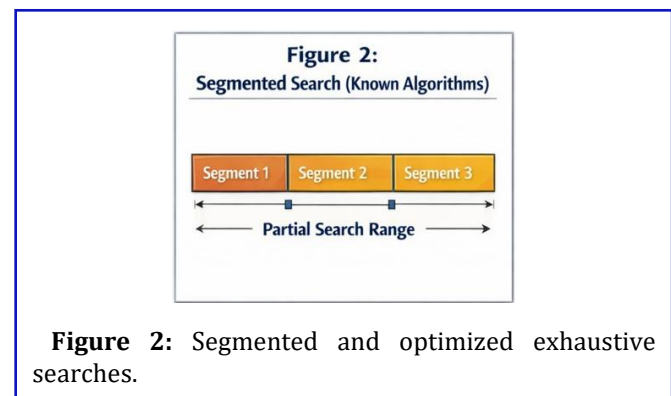 Figure 2:
Segmented Search (Known Algorithms)
Segment 1 Segment 2 Segment 3
Partial Search Range
Figure 2: Segmented and optimized exhaustive
searches.